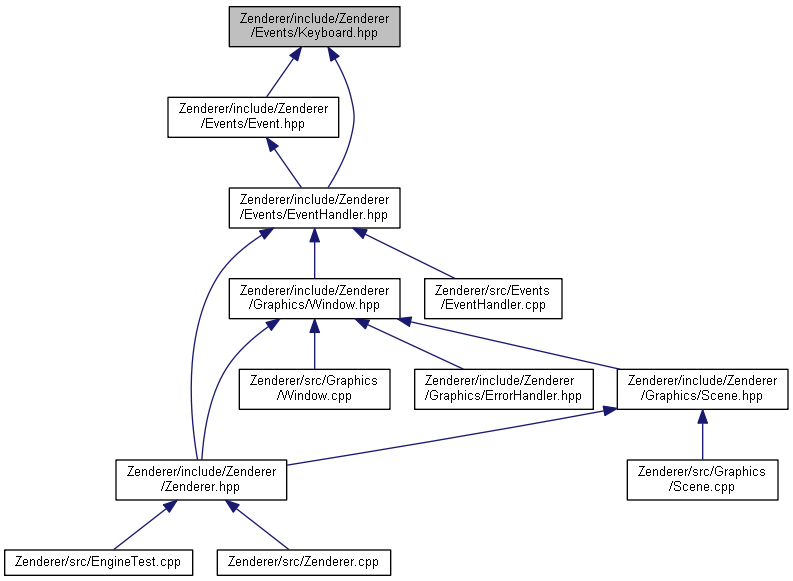 Zenderer/include/Zenderer
/Events/Keyboard.hpp
Zenderer/include/Zenderer
/Events/Event.hpp
Zenderer/include/Zenderer
/Events/EventHandler.hpp
Zenderer/include/Zenderer
/Graphics/Window.hpp
Zenderer/src/Events
/EventHandler.cpp
Zenderer/src/Graphics
/Window.cpp
Zenderer/include/Zenderer
/Graphics/ErrorHandler.hpp
Zenderer/include/Zenderer
/Graphics/Scene.hpp
Zenderer/include/Zenderer
/Zenderer.hpp
Zenderer/src/Graphics
/Scene.cpp
Zenderer/src/EngineTest.cpp
Zenderer/src/Zenderer.cpp